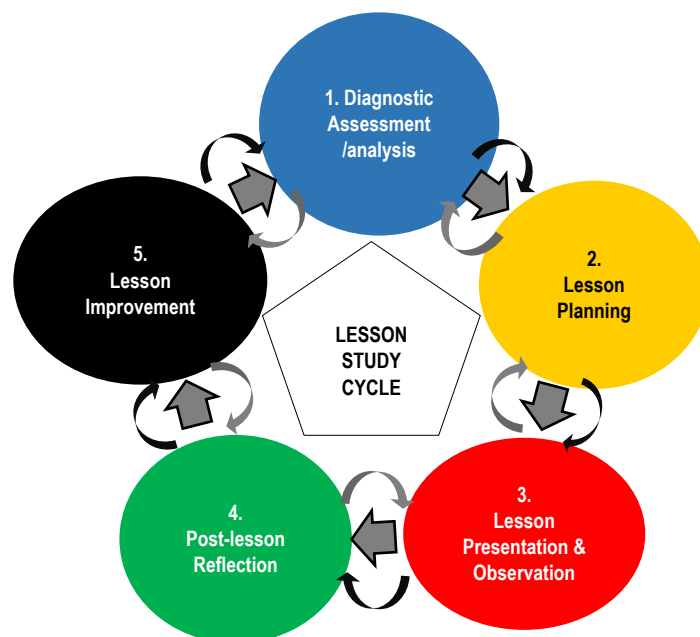 1. Diagnostic
Assessment
/analysis
2.
Lesson
Planning
3.
Lesson
Presentation &
Observation
4.
Post-lesson
Reflection
5.
Lesson
Improvement
LESSON
STUDY
CYCLE